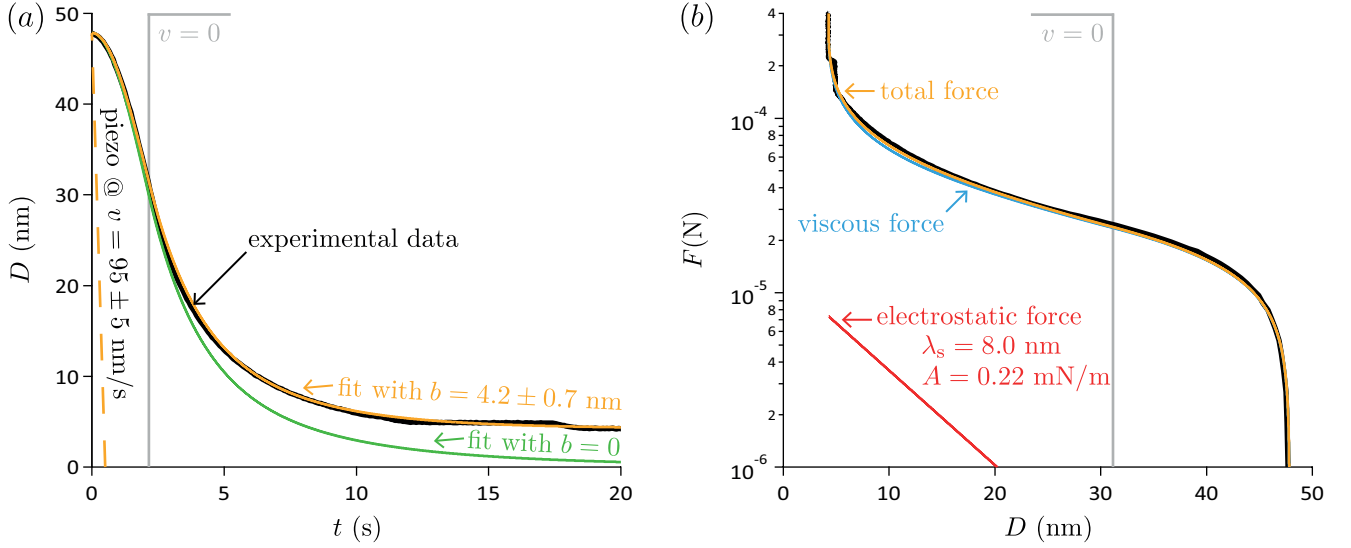 (a)
50
40
30
20
10
0
D (nm)
0
5
10
15
20
t (s)
v = 0
piezo @ v = 95 ± 5 nm/s
experimental data
fit with b = 4.2 ± 0.7 nm
fit with b = 0
(b)
4
2
10⁻⁴
8
6
4
2
10⁻⁵
8
6
4
2
10⁻⁶
F(N)
0
10
20
30
40
50
D (nm)
v = 0
total force
viscous force
electrostatic force
λₛ = 8.0 nm
A = 0.22 mN/m